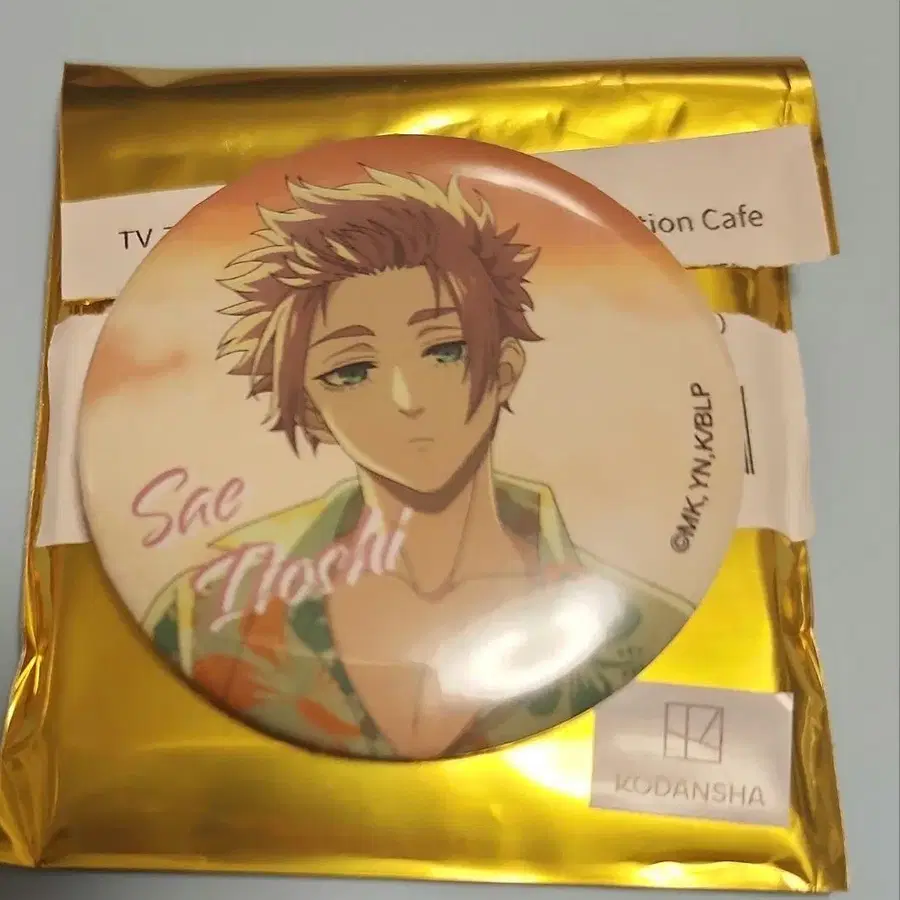 TV
tion Cafe
Sae
Itoshi
©MK,YN,K/BLP
KODANSHA